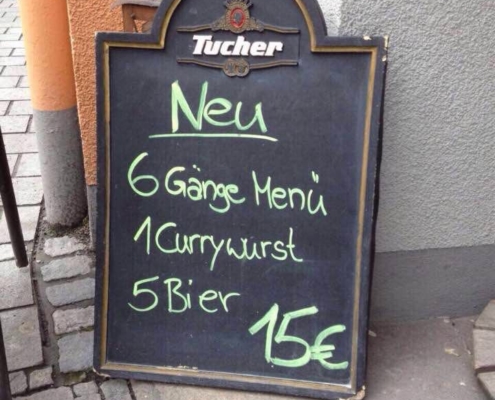 Tucher
Neu
6 Gänge Menü
1 Currywurst
5 Bier
15€